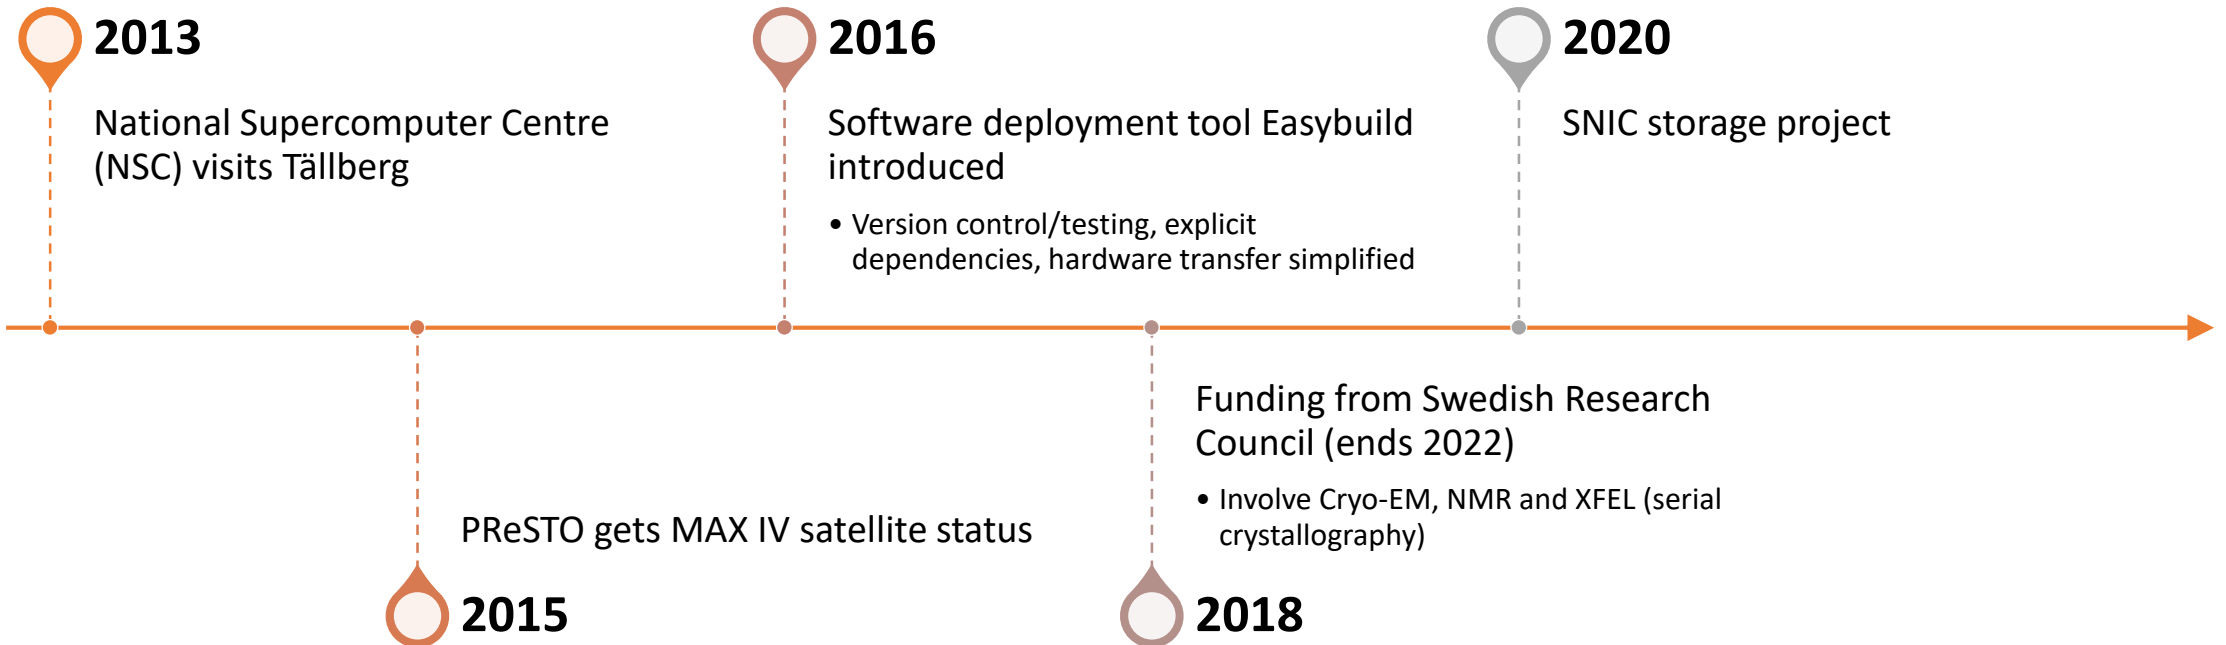 2013
National Supercomputer Centre
(NSC) visits Tällberg
PReSTO gets MAX IV satellite status
2015
2016
Software deployment tool Easybuild
introduced
• Version control/testing, explicit
dependencies, hardware transfer simplified
Funding from Swedish Research
Council (ends 2022)
• Involve Cryo-EM, NMR and XFEL (serial
crystallography)
2018
2020
SNIC storage project